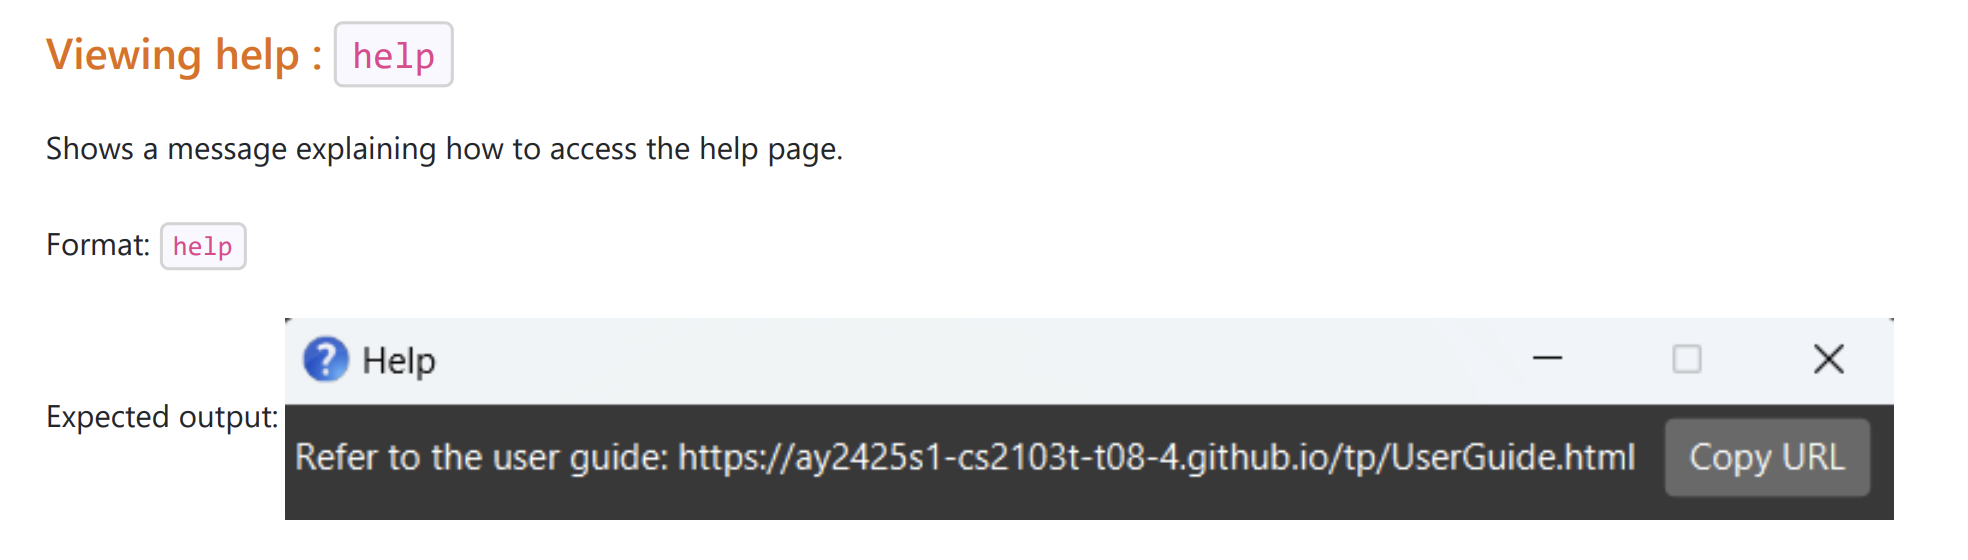 Viewing help : help
Shows a message explaining how to access the help page.
Format: help
Help
Expected output:
Refer to the user guide: https://ay2425s1-cs2103t-t08-4.github.io/tp/UserGuide.html Copy URL